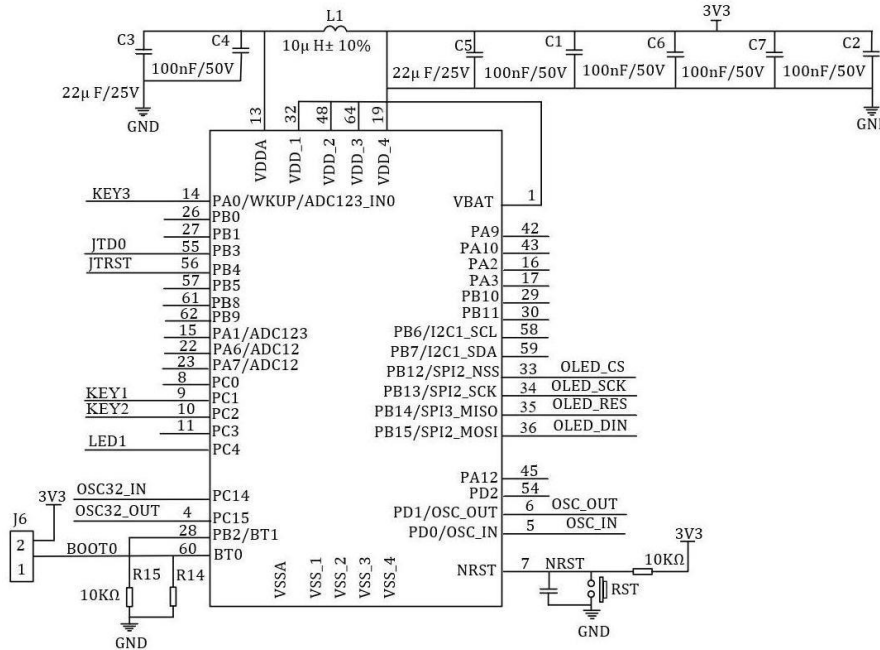 L1
3V3
C3
C4
10μ H± 10%
C5
C1
C6
C7
C2
100nF/50V
22μ F/25V
100nF/50V
100nF/50V
100nF/50V
100nF/50V
22μ F/25V
GND
GND
13
32
48
64
19
VDDA
VDD_1
VDD_2
VDD_3
VDD_4
KEY3
14
PA0/WKUP/ADC123_IN0
VBAT
1
26
PB0
27
PB1
JTD0
55
PB3
JTRST
56
PB4
57
PB5
61
PB8
62
PB9
15
PA1/ADC123
22
PA6/ADC12
23
PA7/ADC12
8
PC0
KEY1
9
PC1
KEY2
10
PC2
11
PC3
LED1
PC4
PA9
42
PA10
43
PA2
16
PA3
17
PB10
29
PB11
30
PB6/I2C1_SCL
58
PB7/I2C1_SDA
59
PB12/SPI2_NSS
33
OLED_CS
PB13/SPI2_SCK
34
OLED_SCK
PB14/SPI3_MISO
35
OLED_RES
PB15/SPI2_MOSI
36
OLED_DIN
PA12
45
PD2
54
PD1/OSC_OUT
6
OSC_OUT
PD0/OSC_IN
5
OSC_IN
OSC32_IN
PC14
OSC32_OUT
4
PC15
28
PB2/BT1
BOOT0
60
BT0
3V3
J6
2
1
R15
R14
10KΩ
GND
VSSA
VSS_1
VSS_2
VSS_3
VSS_4
NRST
7
NRST
3V3
10KΩ
RST
GND